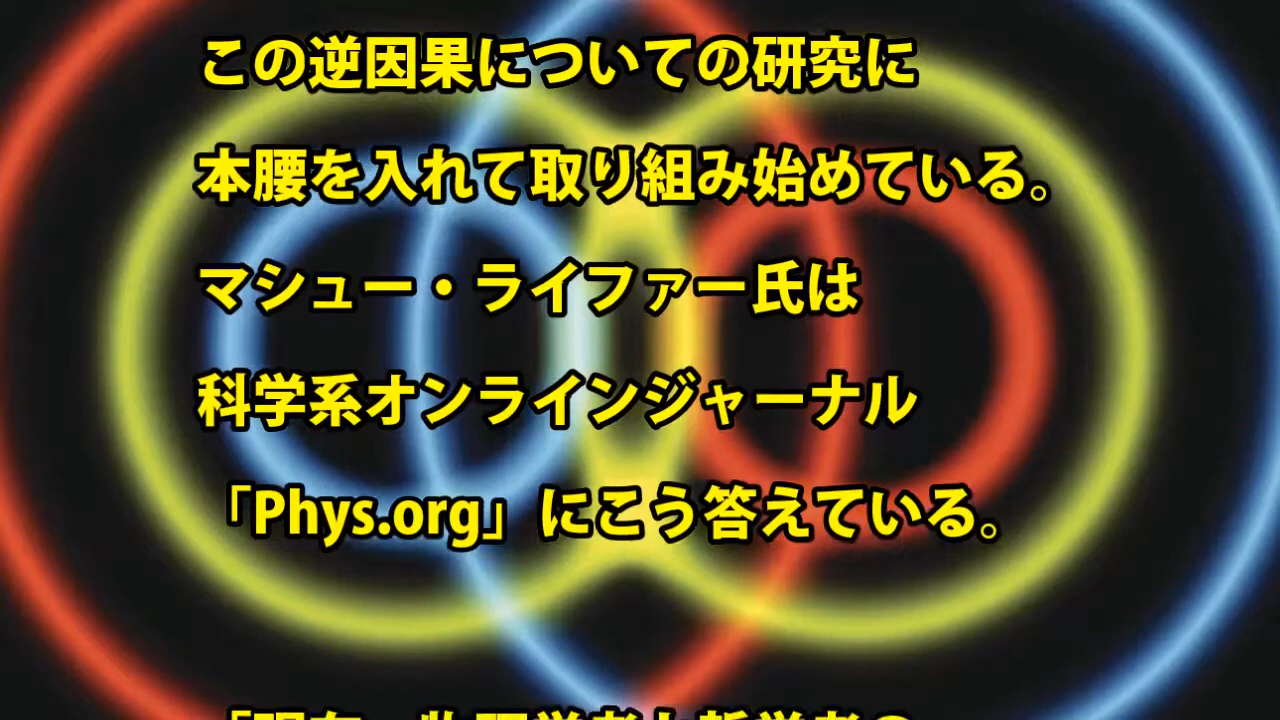 この逆因果についての研究に
本腰を入れて取り組み始めている。
マシュー・ライファー氏は
科学系オンラインジャーナル
「Phys.org」にこう答えている。